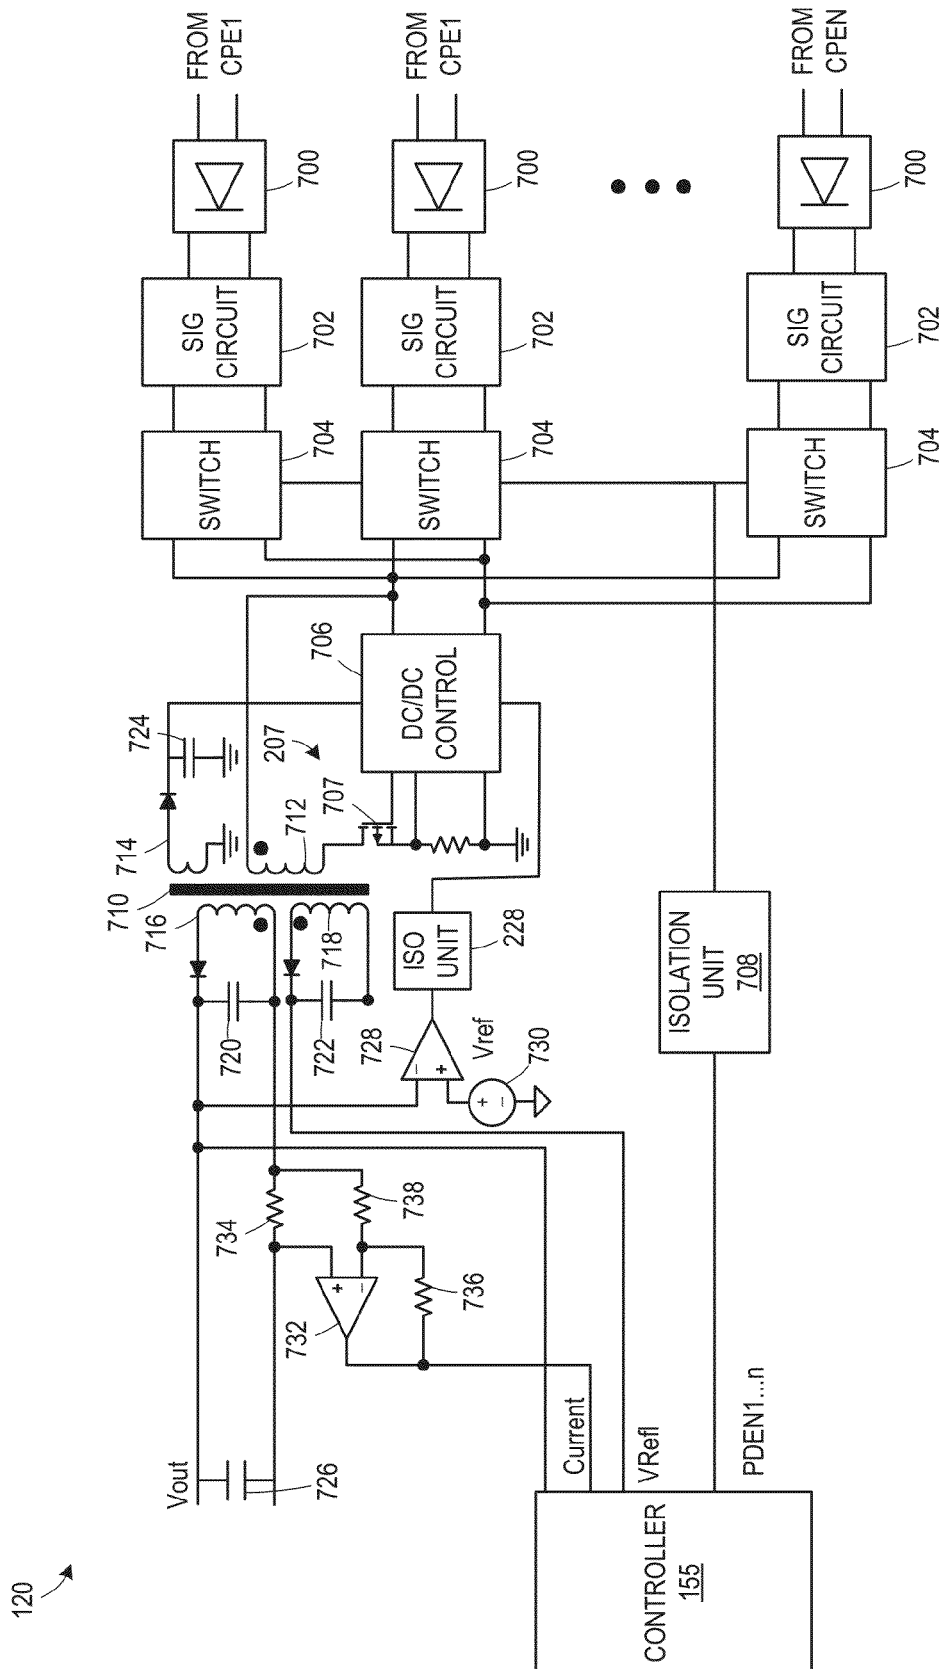 120
FROM
CPE1
700
SIG
CIRCUIT
702
SWITCH
704
FROM
CPE1
700
SIG
CIRCUIT
702
SWITCH
704
FROM
CPEN
700
SIG
CIRCUIT
702
SWITCH
704
706
DC/DC
CONTROL
724
207
707
714
712
710
716
718
720
722
ISO
UNIT
228
728
Vref
730
+
−
−
+
ISOLATION
UNIT
708
734
738
736
732
+
−
Vout
726
Current
VRefl
PDEN1...n
CONTROLLER
155